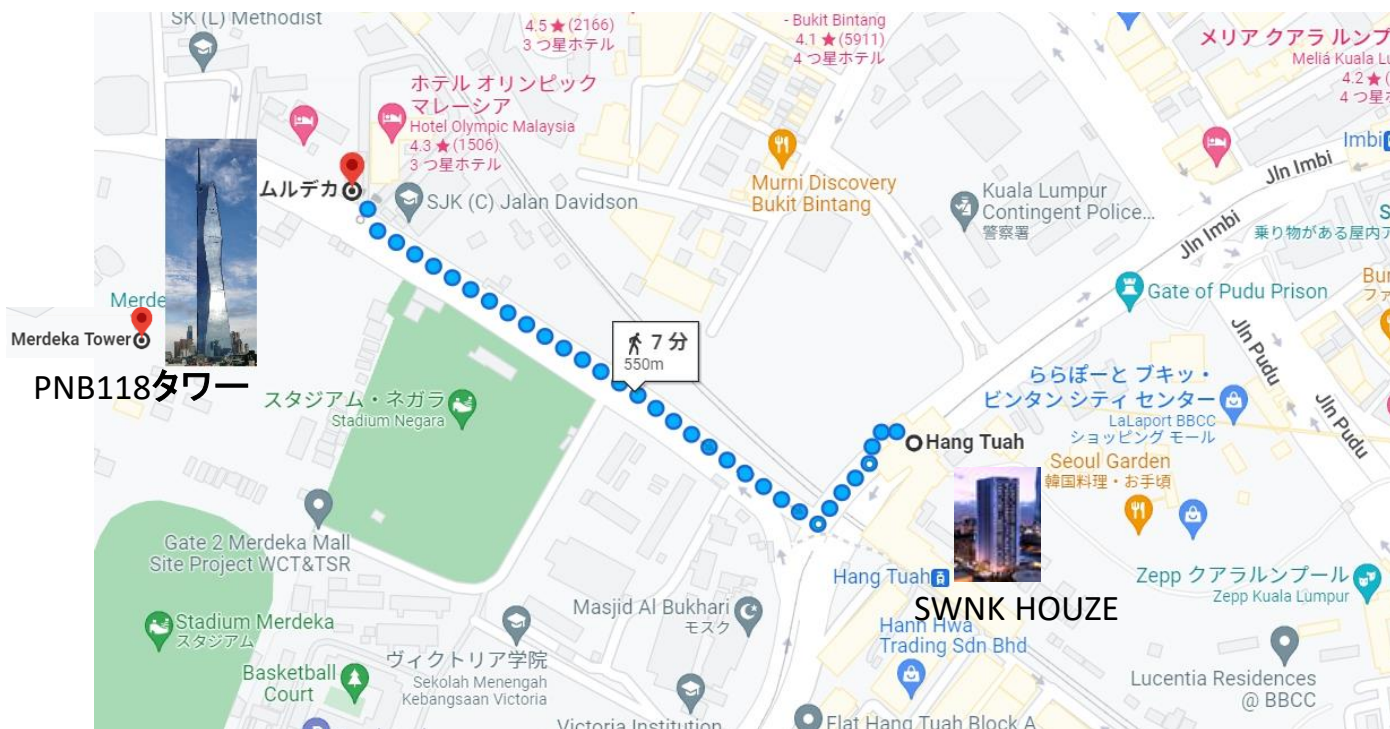 SK (L) Methodist
4.5 ★ (2166)
3 つ星ホテル
- Bukit Bintang
4.1 ★ (5911)
4 つ星ホテル
メリア クアラ ルンプ
Meliá Kuala Lu
4.2 ★ (
4 つ星ホ
ホテル オリンピック
マレーシア
Hotel Olympic Malaysia
4.3 ★ (1506)
3 つ星ホテル
Imbi
Jln Imbi
ムルデカ
SJK (C) Jalan Davidson
Murni Discovery
Bukit Bintang
Kuala Lumpur
Contingent Police...
警察署
Jln Imbi
S
乗り物がある屋内テ
Gate of Pudu Prison
Bur
ファ
Merde
Merdeka Tower
PNB118タワー
7 分
550m
Jln Pudu
スタジアム・ネガラ
Stadium Negara
ららぽーと ブキッ・
ビンタン シティ センター
LaLaport BBCC
ショッピング モール
Jln Pudu
Hang Tuah
Seoul Garden
韓国料理・お手頃
Gate 2 Merdeka Mall
Site Project WCT&TSR
Hang Tuah
SWNK HOUZE
Zepp クアラルンプール
Zepp Kuala Lumpur
Stadium Merdeka
スタジアム
Masjid Al Bukhari
モスク
Hann Hwa
Trading Sdn Bhd
ヴィクトリア学院
Sekolah Menengah
Kebangsaan Victoria
Basketball
Court
Lucentia Residences
@ BBCC
Victoria Institution
Flat Hang Tuah Block A